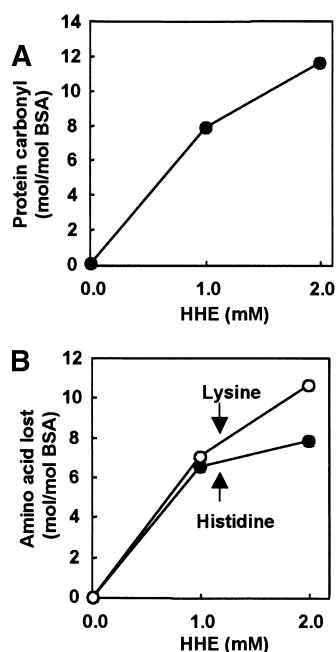 A
Protein carbonyl
(mol/mol BSA)
14
12
10
8
6
4
2
0
0.0 1.0 2.0
HHE (mM)
B
Amino acid lost
(mol/mol BSA)
12
10
8
6
4
2
0
Lysine
Histidine
0.0 1.0 2.0
HHE (mM)